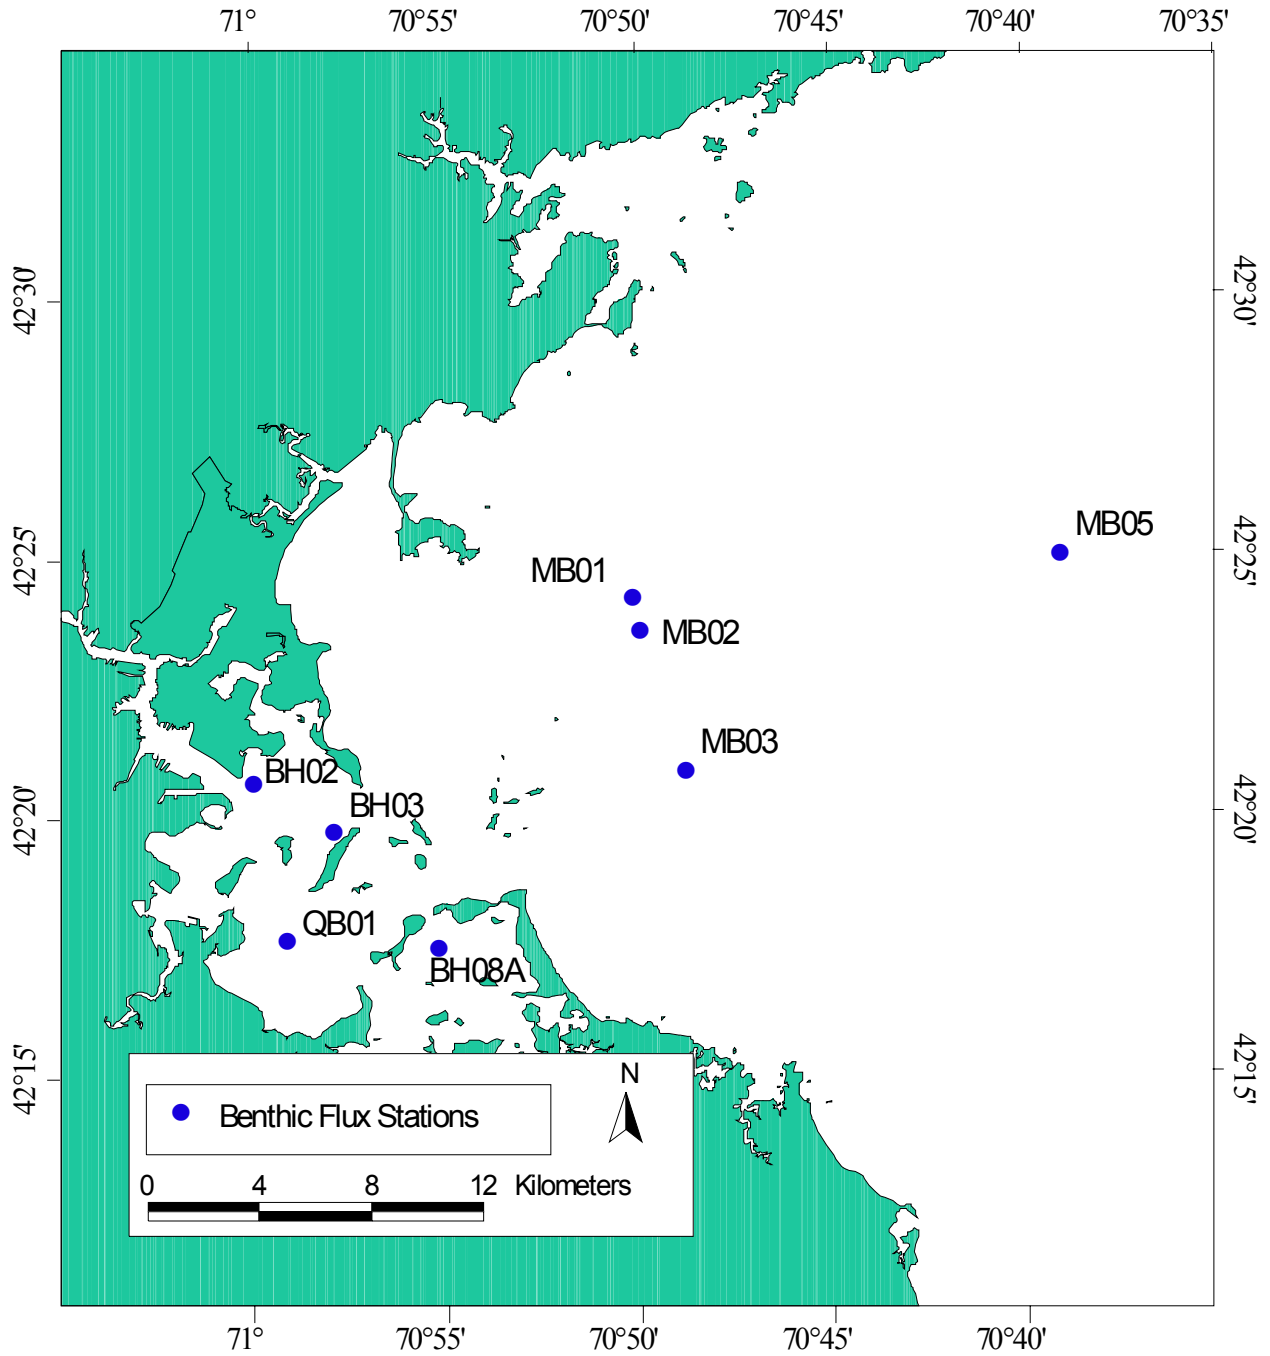 71° 70°55' 70°50' 70°45' 70°40' 70°35'
42°30' 42°30'
MB05
42°25' 42°25'
MB01
MB02
MB03
BH02
BH03
42°20' 42°20'
QB01
BH08A
42°15' 42°15'
N
Benthic Flux Stations
0 4 8 12 Kilometers
71° 70°55' 70°50' 70°45' 70°40'